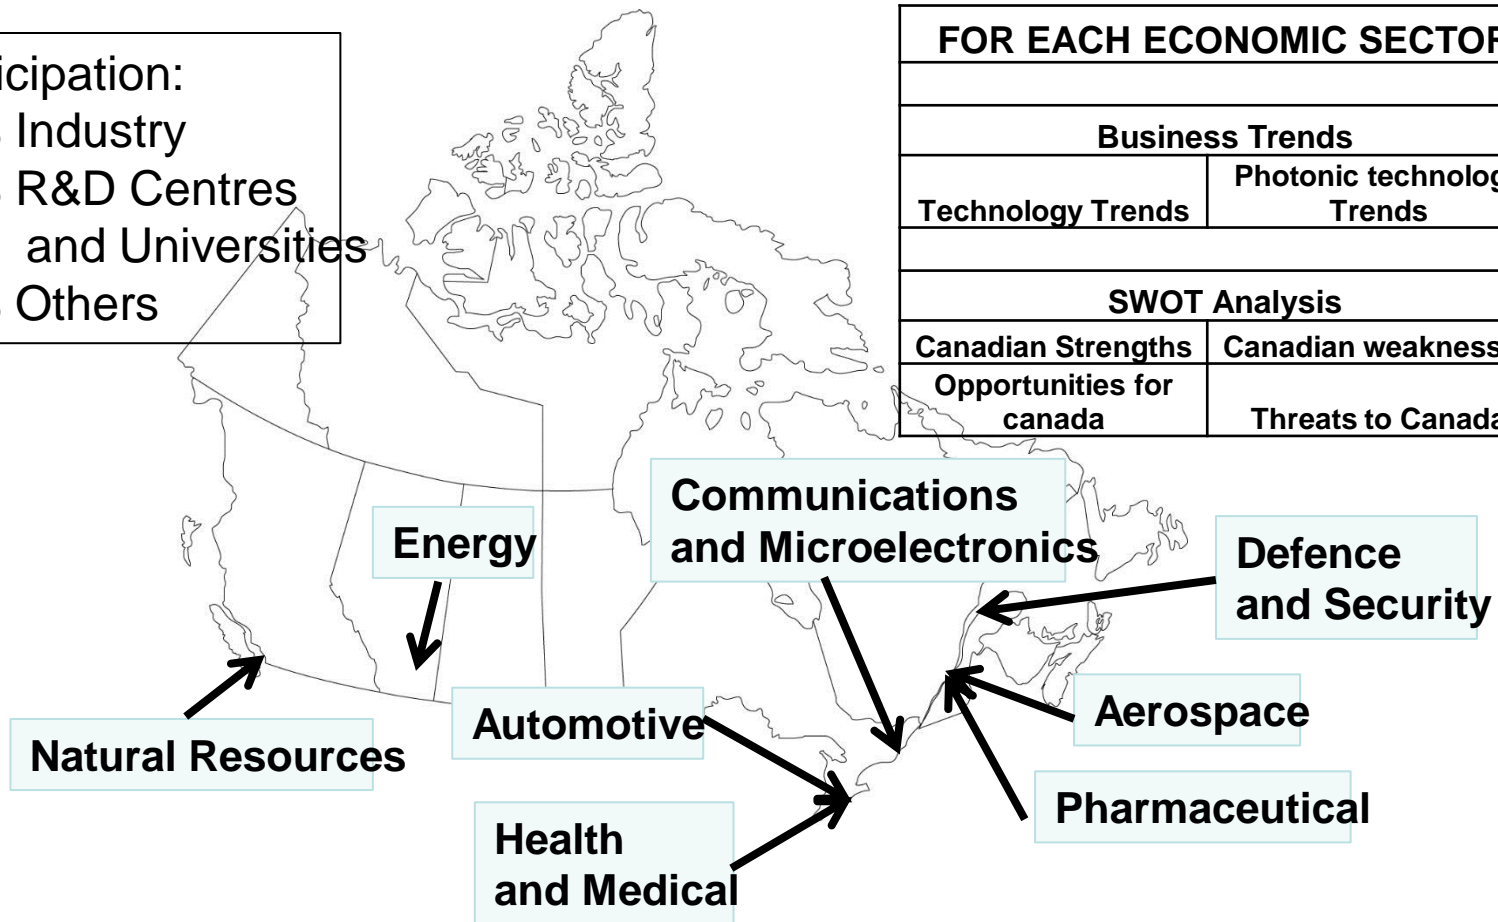 icipation:
Industry
R&D Centres
and Universities
Others
FOR EACH ECONOMIC SECTOR
Business Trends
Technology Trends
Photonic technolog
Trends
SWOT Analysis
Canadian Strengths
Canadian weakness
Opportunities for
canada
Threats to Canada
Communications
and Microelectronics
Energy
Defence
and Security
Natural Resources
Automotive
Aerospace
Pharmaceutical
Health
and Medical